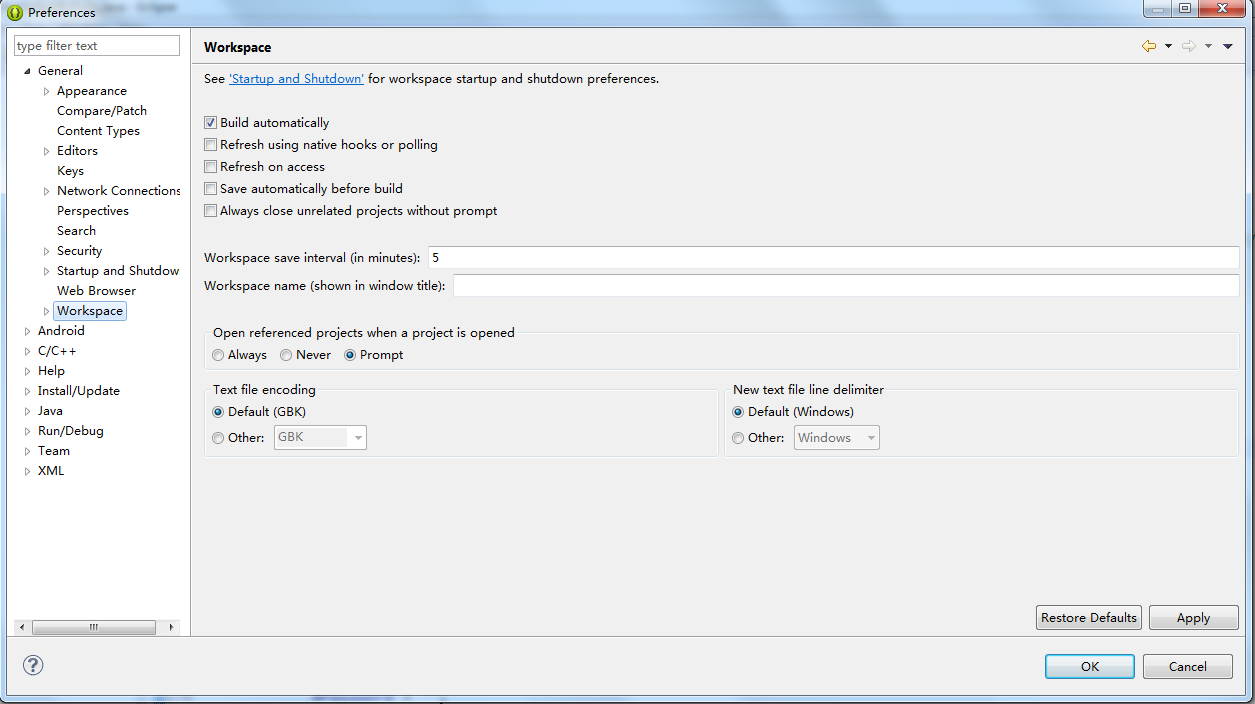 Preferences
type filter text
General
Appearance
Compare/Patch
Content Types
Editors
Keys
Network Connections
Perspectives
Search
Security
Startup and Shutdow
Web Browser
Workspace
Android
C/C++
Help
Install/Update
Java
Run/Debug
Team
XML
Workspace
See 'Startup and Shutdown' for workspace startup and shutdown preferences.
Build automatically
Refresh using native hooks or polling
Refresh on access
Save automatically before build
Always close unrelated projects without prompt
Workspace save interval (in minutes): 5
Workspace name (shown in window title):
Open referenced projects when a project is opened
Always Never Prompt
Text file encoding
Default (GBK)
Other: GBK
New text file line delimiter
Default (Windows)
Other: Windows
Restore Defaults Apply
OK Cancel